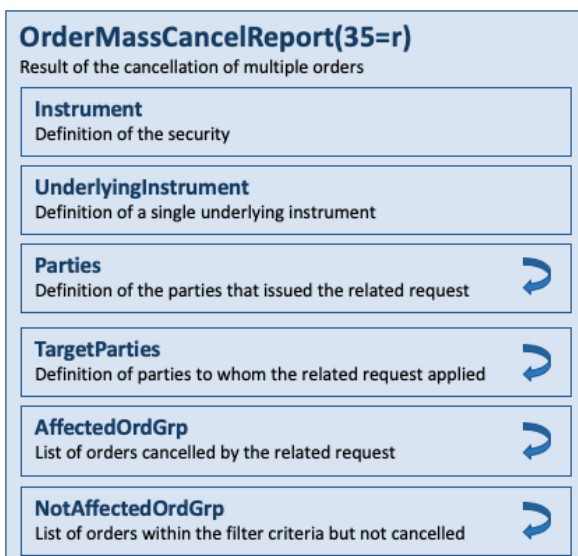 OrderMassCancelReport(35=r)
Result of the cancellation of multiple orders
Instrument
Definition of the security
UnderlyingInstrument
Definition of a single underlying instrument
Parties
Definition of the parties that issued the related request
TargetParties
Definition of parties to whom the related request applied
AffectedOrdGrp
List of orders cancelled by the related request
NotAffectedOrdGrp
List of orders within the filter criteria but not cancelled